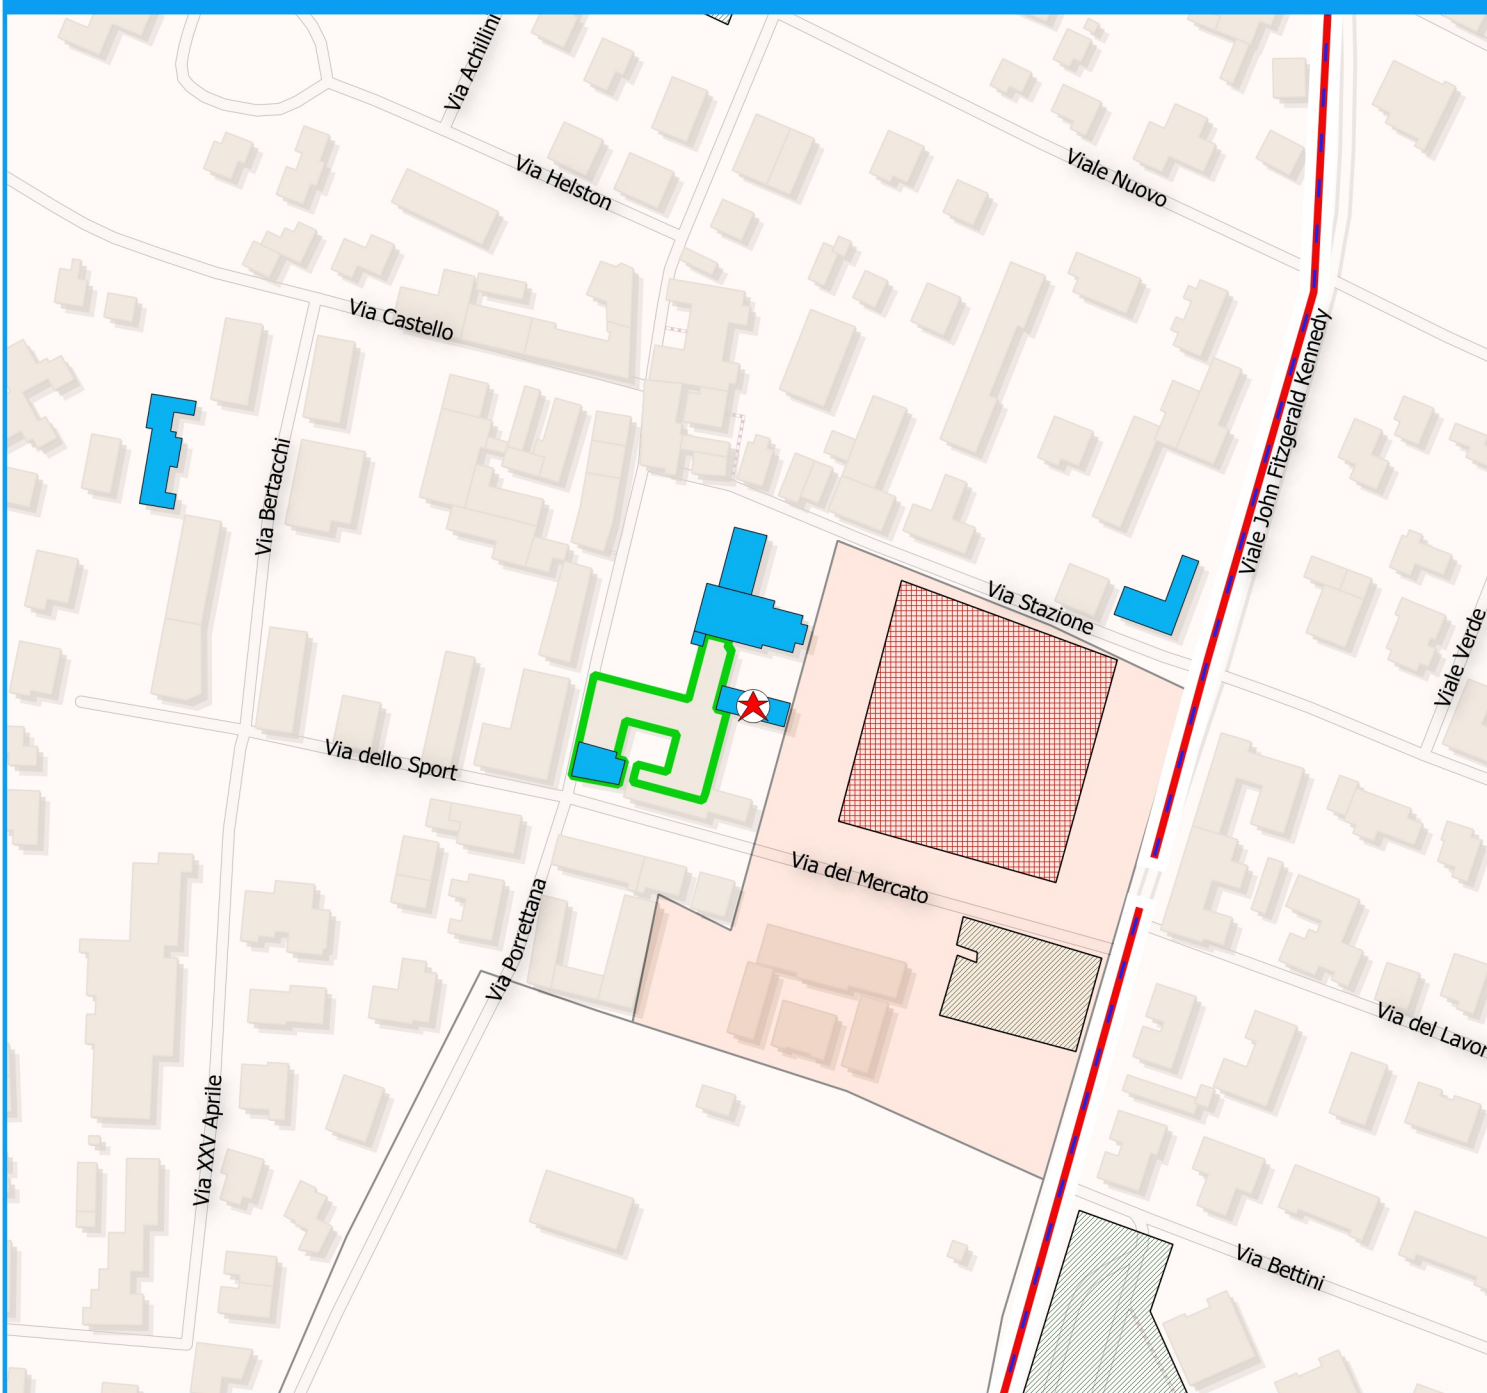 Via Achillini
Via Helston
Viale Nuovo
Via Castello
Viale John Fitzgerald Kennedy
Via Bertacchi
Via Stazione
Viale Verde
Via dello Sport
Via del Mercato
Via Porrettana
Via del Lavor
Via XXV Aprile
Via Bettini